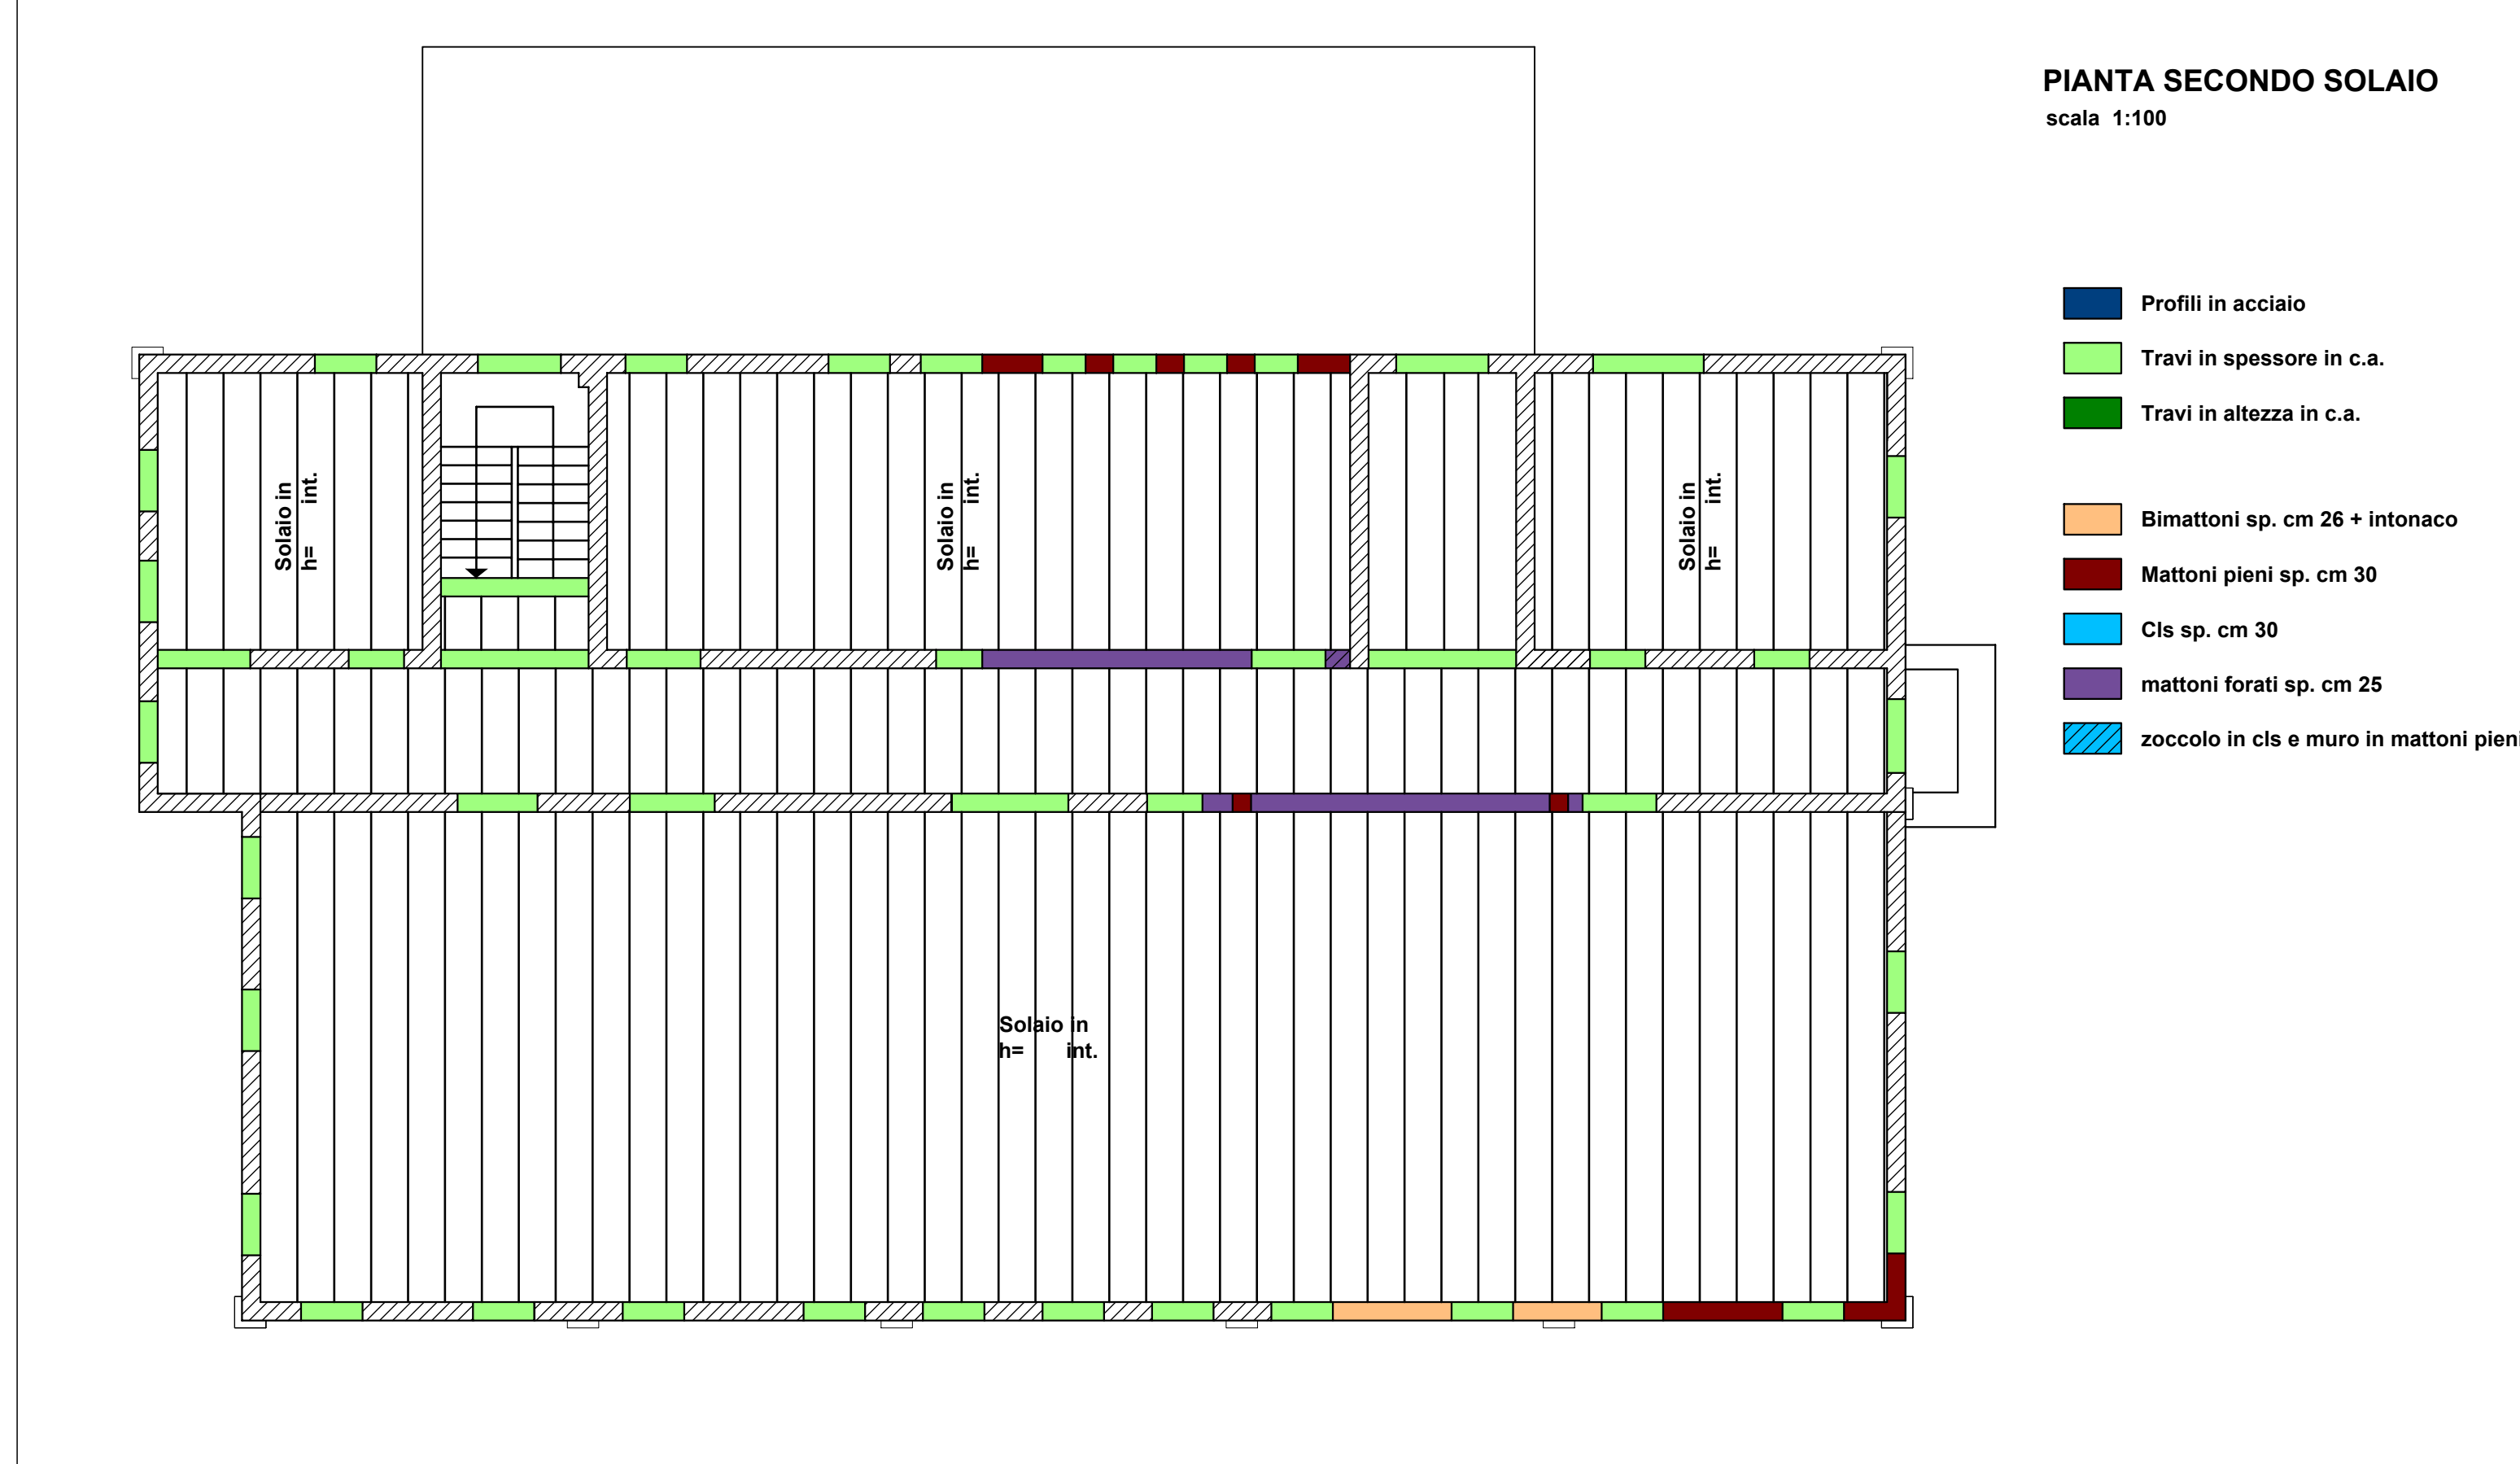 PIANTA SECONDO SOLAIO
scala 1:100
Profili in acciaio
Travi in spessore in c.a.
Travi in altezza in c.a.
Bimattoni sp. cm 26 + intonaco
Mattoni pieni sp. cm 30
Cls sp. cm 30
mattoni forati sp. cm 25
zoccolo in cls e muro in mattoni pieni
Solaio in
h= int.
Solaio in
h= int.
Solaio in
h= int.
Solaio in
h= int.